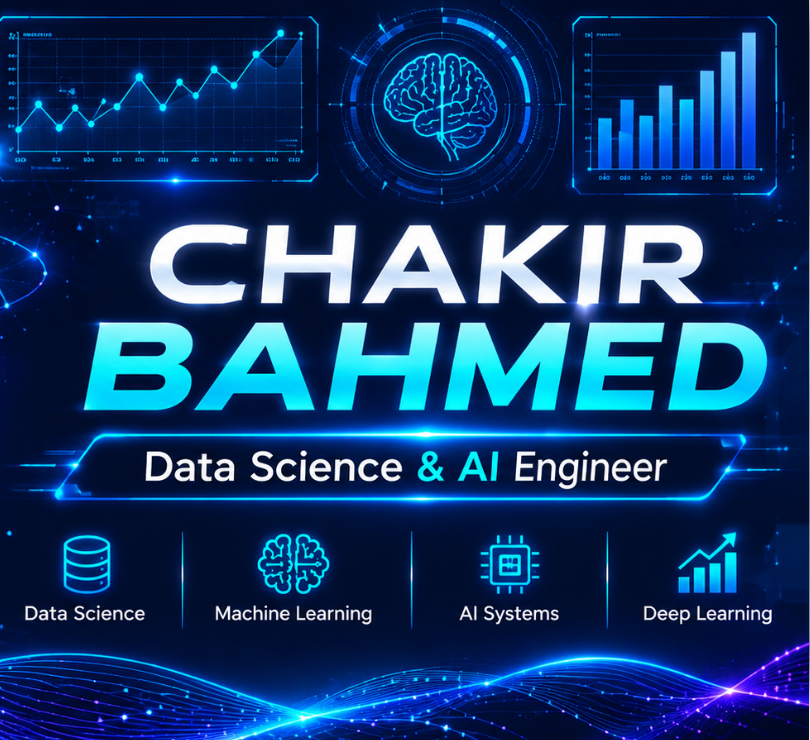 CHAKIR
BAHMED
Data Science & AI Engineer
Data Science
Machine Learning
AI Systems
Deep Learning